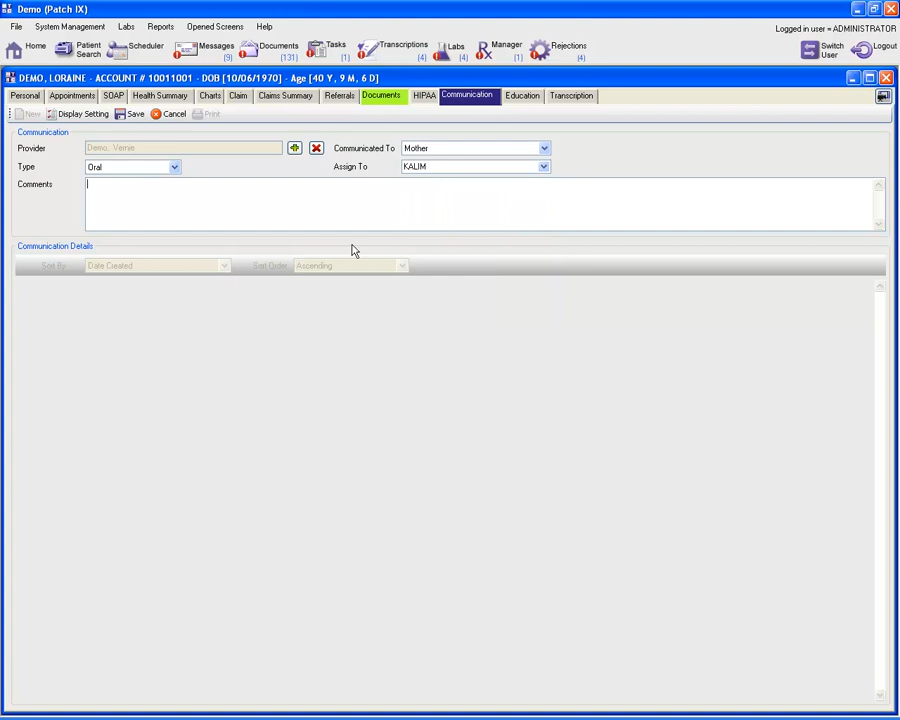 Demo (Patch IX)
File System Management Labs Reports Opened Screens Help
Logged in user = ADMINISTRATOR
Home Patient Search Scheduler Messages (9) Documents (131) Tasks (1) Transcriptions (4) Labs (4) Manager (1) Rejections (4) Switch User Logout
DEMO, LORAINE - ACCOUNT # 10011001 - DOB [10/06/1970] - Age [40 Y, 9 M, 6 D]
Personal Appointments SOAP Health Summary Charts Claim Claims Summary Referrals Documents HIPAA Communication Education Transcription
New Display Setting Save Cancel Print
Communication
Provider Demo, Vernie Communicated To Mother
Type Oral Assign To KALIM
Comments
Communication Details
Sort By Date Created Sort Order Ascending